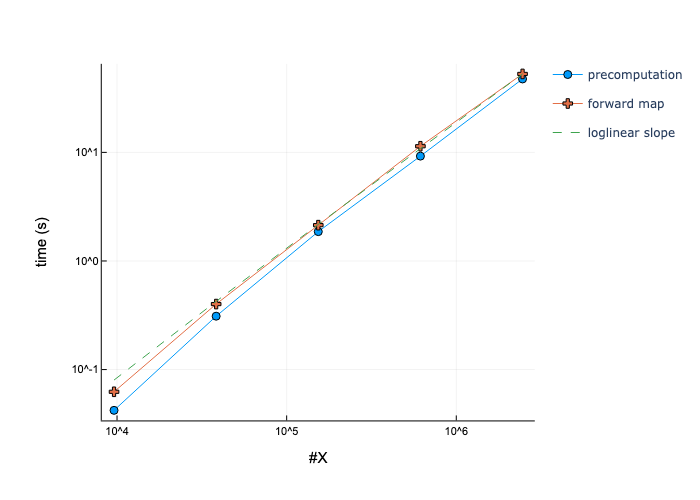 precomputation
forward map
loglinear slope
10^1
10^0
10^-1
time (s)
10^4
10^5
10^6
#X